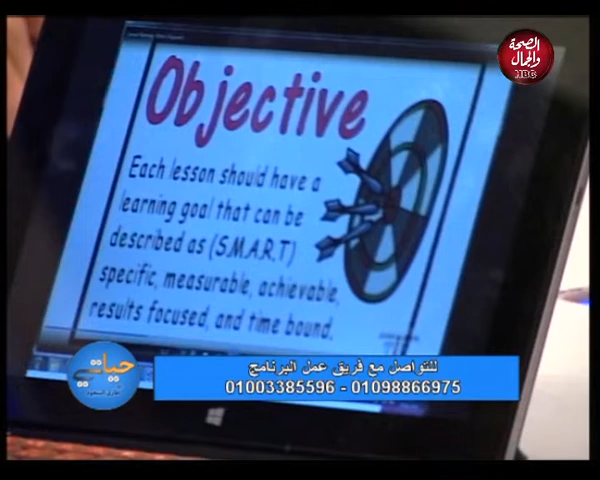 الصحة
والجمال
HBC
Objective
Each lesson should have a
learning goal that can be
described as (S.M.A.R.T)
specific, measurable, achievable,
results focused, and time bound.
حياتي
للتواصل مع فريق عمل البرنامج
01003385596 - 01098866975